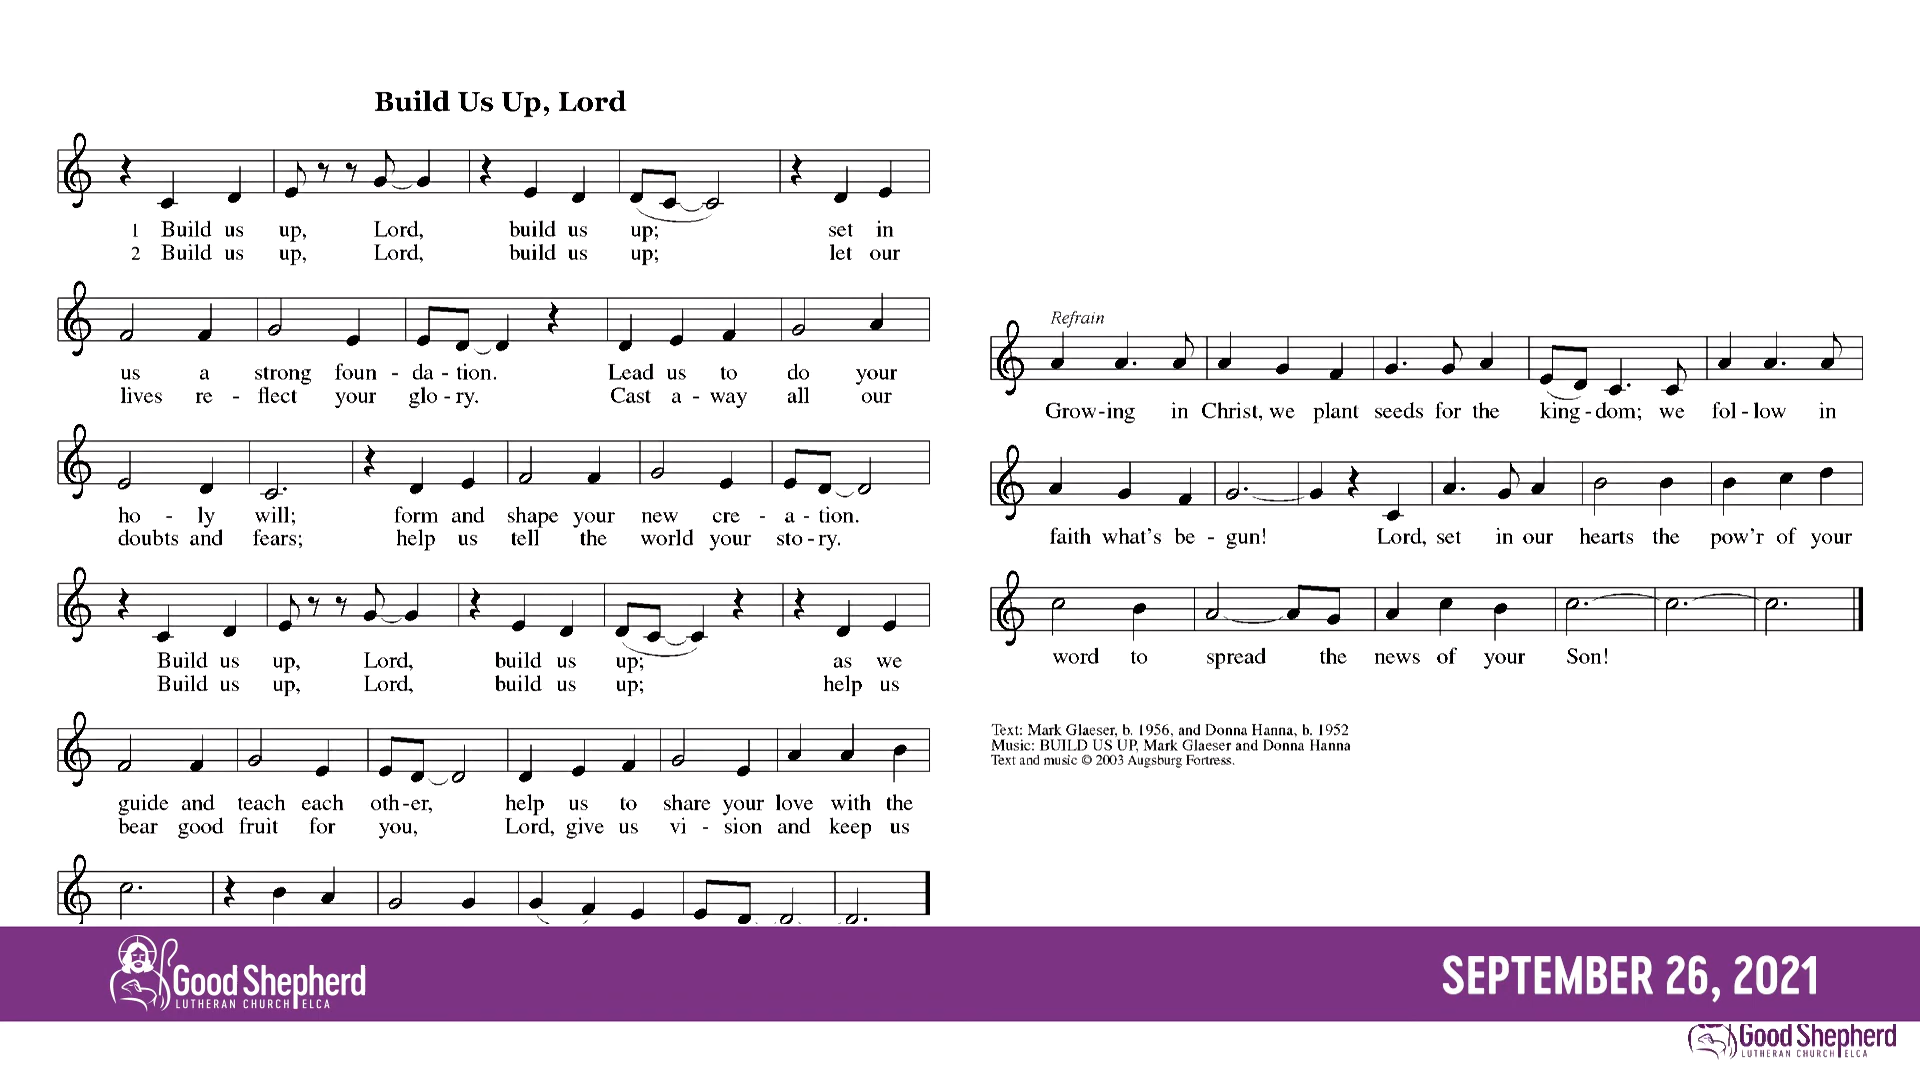 Build Us Up, Lord
1 Build us up, Lord, build us up; set in
2 Build us up, Lord, build us up; let our
us a strong foun - da - tion. Lead us to do your
lives re - flect your glo - ry. Cast a - way all our
ho - ly will; form and shape your new cre - a - tion.
doubts and fears; help us tell the world your sto - ry.
Build us up, Lord, build us up; as we
Build us up, Lord, build us up; help us
guide and teach each oth - er, help us to share your love with the
bear good fruit for you, Lord, give us vi - sion and keep us
Refrain
Grow - ing in Christ, we plant seeds for the king - dom; we fol - low in
faith what's be - gun! Lord, set in our hearts the pow'r of your
word to spread the news of your Son!
Text: Mark Glaeser, b. 1956, and Donna Hanna, b. 1952
Music: BUILD US UP, Mark Glaeser and Donna Hanna
Text and music © 2003 Augsburg Fortress.
Good Shepherd
LUTHERAN CHURCH ELCA
SEPTEMBER 26, 2021
Good Shepherd
LUTHERAN CHURCH ELCA